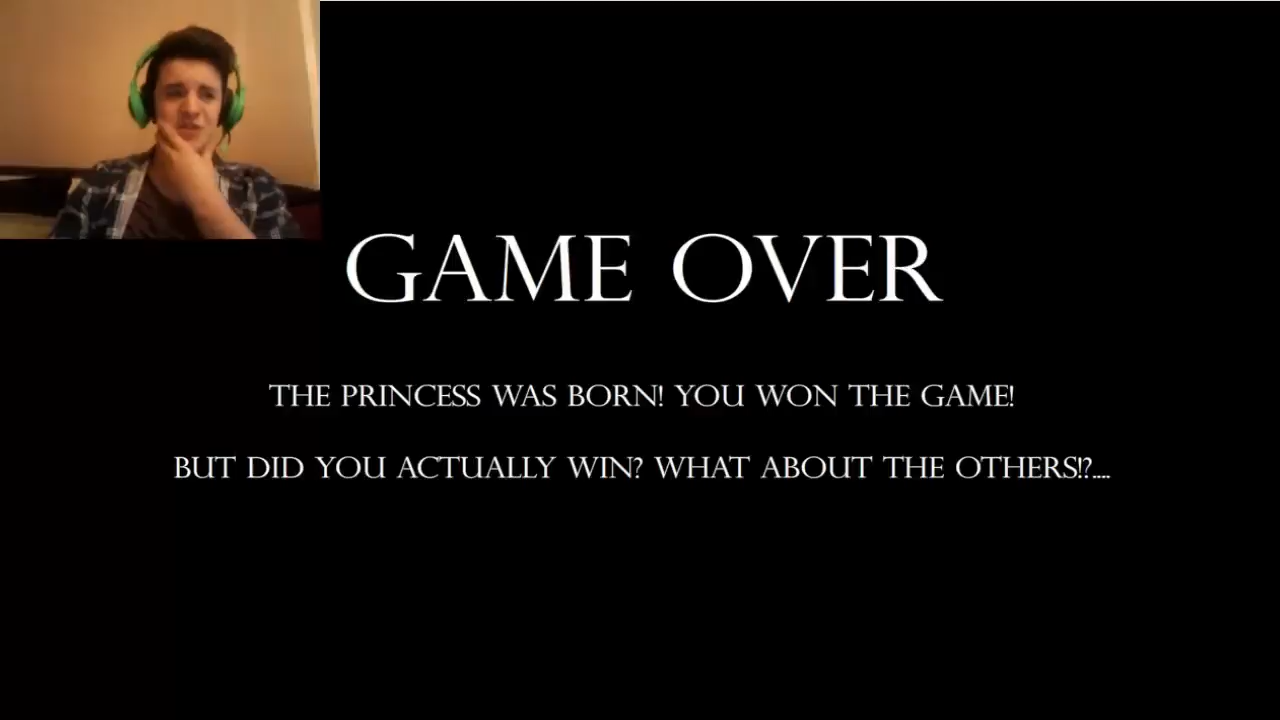 GAME OVER
THE PRINCESS WAS BORN! YOU WON THE GAME!
BUT DID YOU ACTUALLY WIN? WHAT ABOUT THE OTHERS!?....